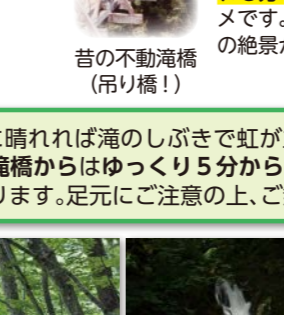 メです。
の絶景
昔の不動滝橋
(吊り橋！)
晴れれば滝のしぶきで虹が
滝橋からはゆっくり５分から
ります。足元にご注意の上、ご